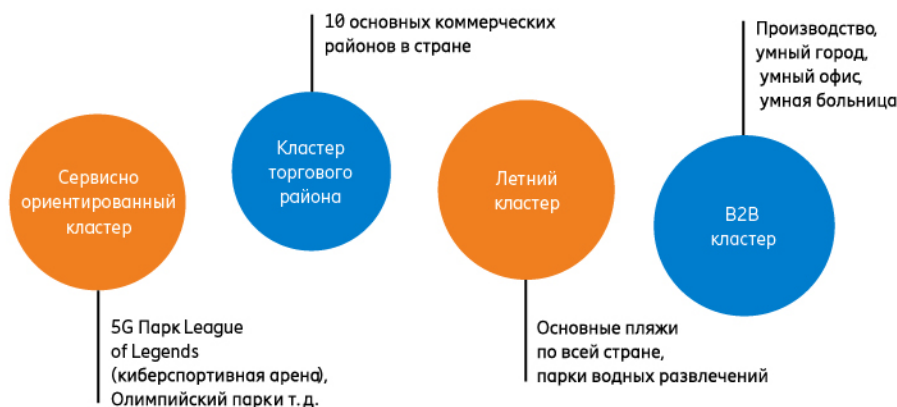 Сервисно
ориентированный
кластер
5G Парк League
of Legends
(киберспортивная арена),
Олимпийский парки т. д.
10 основных коммерческих
районов в стране
Кластер
торгового
района
Летний
кластер
Основные пляжи
по всей стране,
парки водных развлечений
Производство,
умный город,
умный офис,
умная больница
B2B
кластер